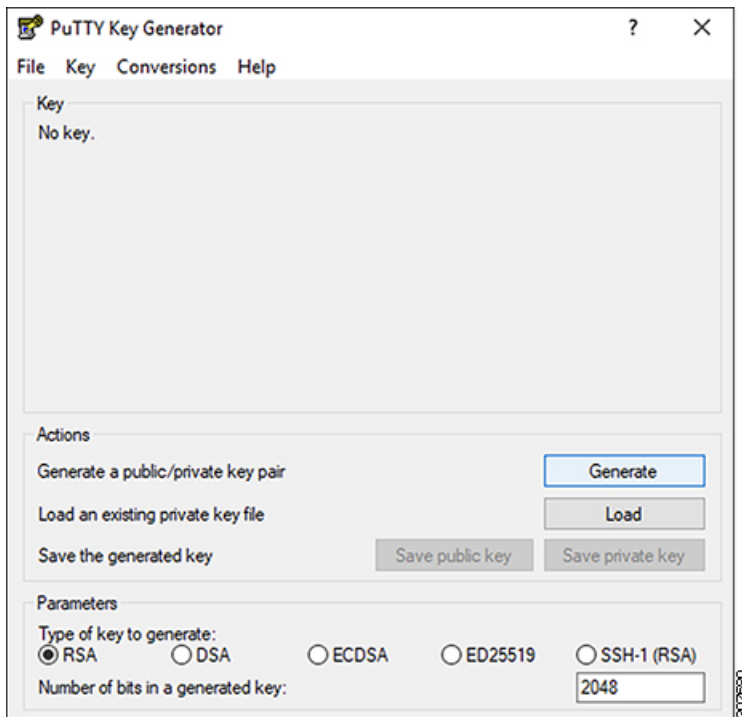 PuTTY Key Generator
?
File Key Conversions Help
Key
No key.
Actions
Generate a public/private key pair
Generate
Load an existing private key file
Load
Save the generated key
Save public key
Save private key
Parameters
Type of key to generate:
RSA DSA ECDSA ED25519 SSH-1 (RSA)
Number of bits in a generated key:
2048